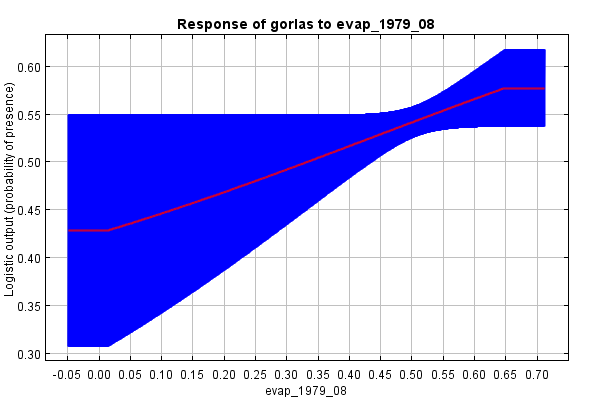 Response of gorlas to evap_1979_08
Logistic output (probability of presence)
0.60
0.55
0.50
0.45
0.40
0.35
0.30
-0.05 0.00 0.05 0.10 0.15 0.20 0.25 0.30 0.35 0.40 0.45 0.50 0.55 0.60 0.65 0.70
evap_1979_08